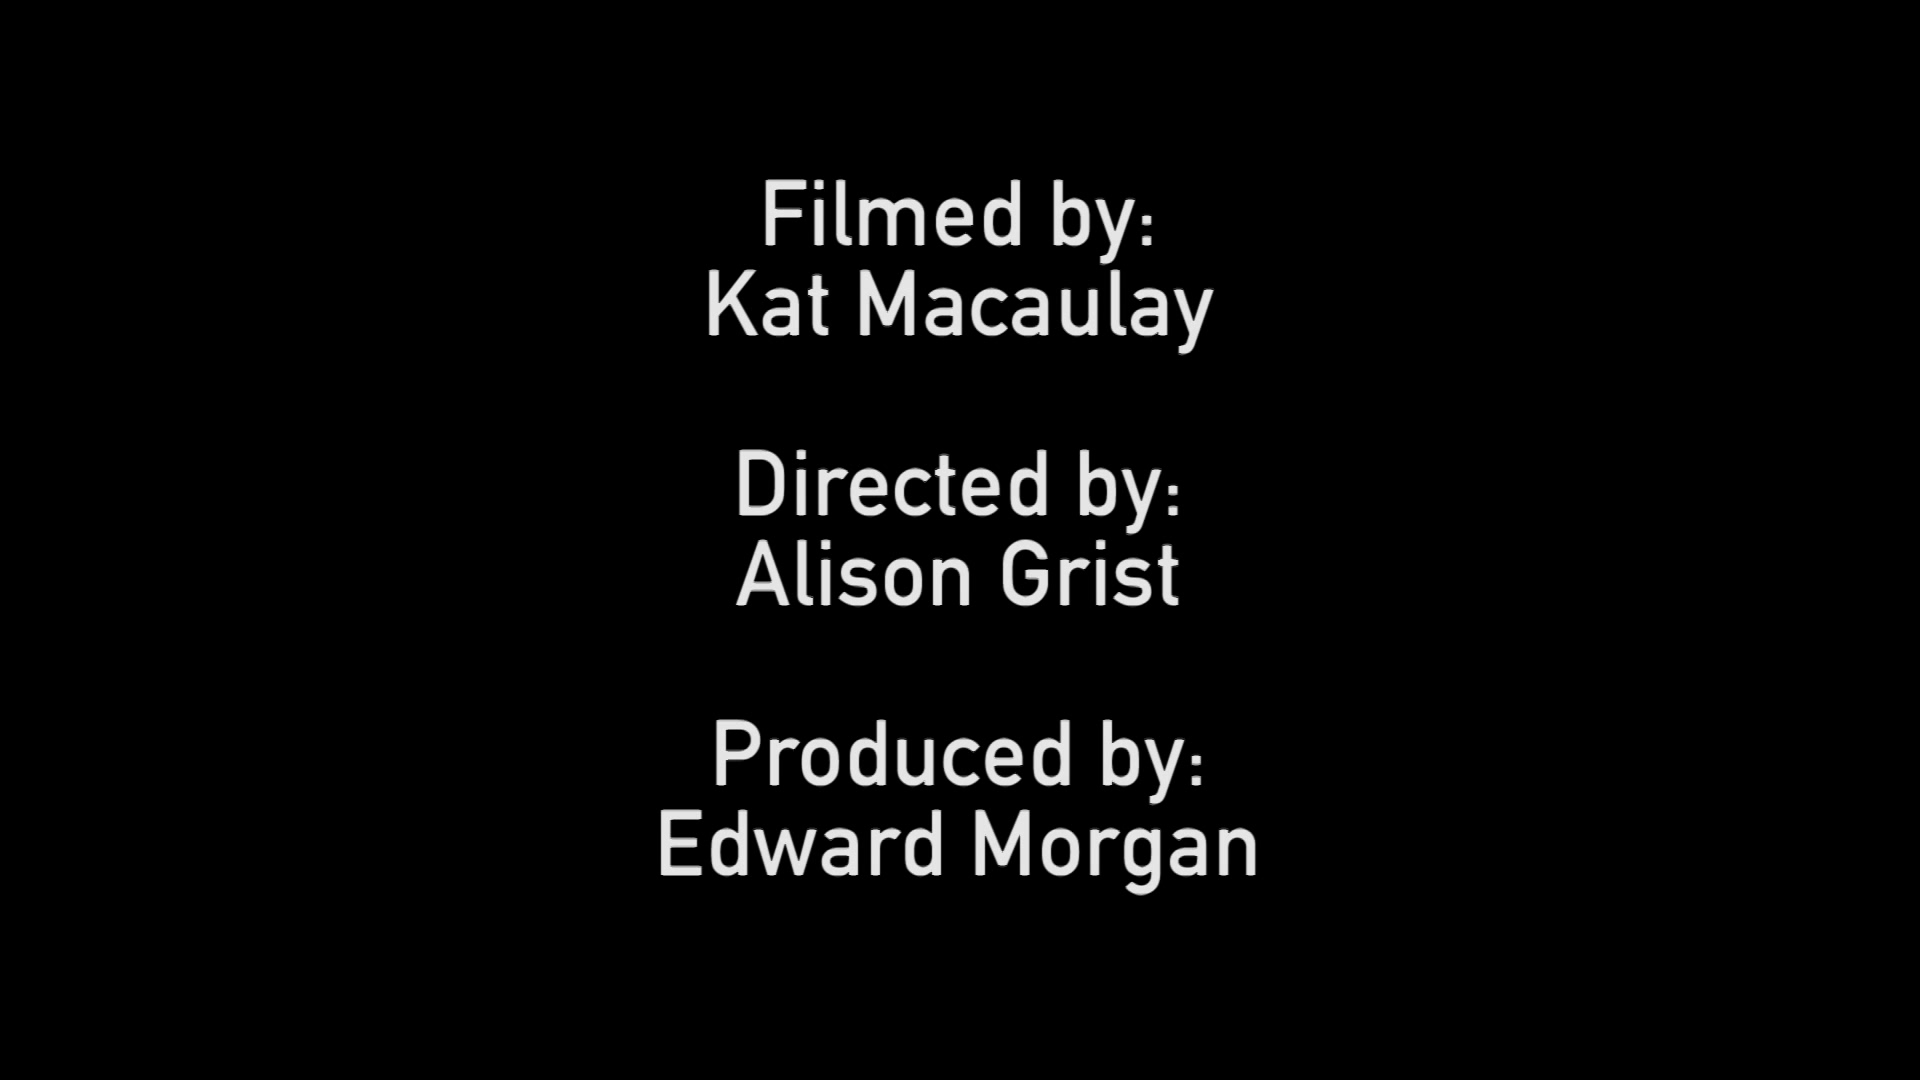 Filmed by:
Kat Macaulay
Directed by:
Alison Grist
Produced by:
Edward Morgan